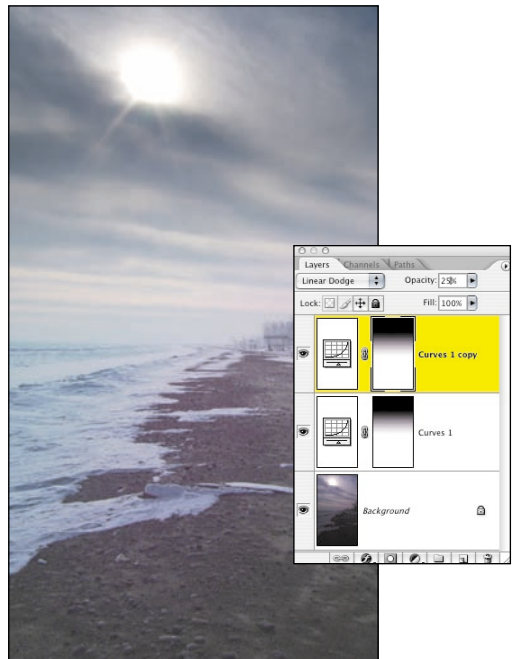 Layers Channels Paths
Linear Dodge Opacity: 25%
Lock: Fill: 100%
Curves 1 copy
Curves 1
Background